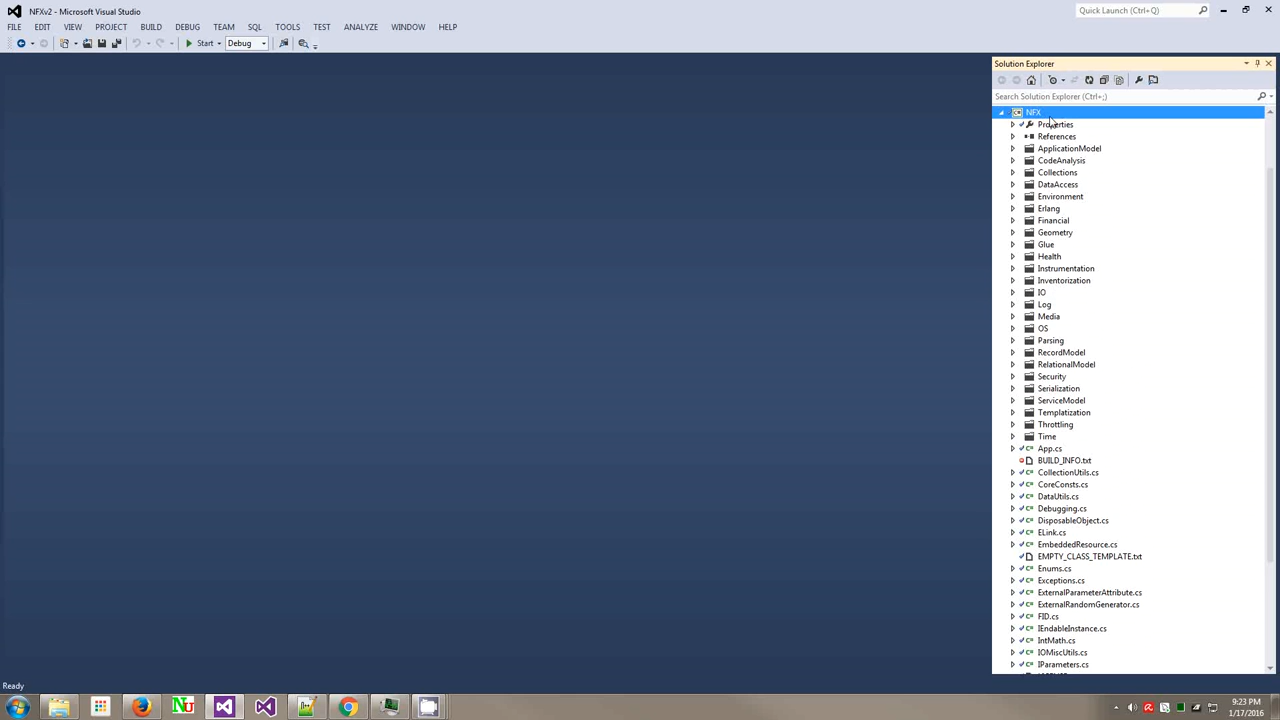 NFXv2 - Microsoft Visual Studio
Quick Launch (Ctrl+Q)
FILE EDIT VIEW PROJECT BUILD DEBUG TEAM SQL TOOLS TEST ANALYZE WINDOW HELP
Start Debug
Solution Explorer
Search Solution Explorer (Ctrl+;)
NFX
Properties
References
ApplicationModel
CodeAnalysis
Collections
DataAccess
Environment
Erlang
Financial
Geometry
Glue
Health
Instrumentation
Inventorization
IO
Log
Media
OS
Parsing
RecordModel
RelationalModel
Security
Serialization
ServiceModel
Templatization
Throttling
Time
App.cs
BUILD_INFO.txt
CollectionUtils.cs
CoreConsts.cs
DataUtils.cs
Debugging.cs
DisposableObject.cs
ELink.cs
EmbeddedResource.cs
EMPTY_CLASS_TEMPLATE.txt
Enums.cs
Exceptions.cs
ExternalParameterAttribute.cs
ExternalRandomGenerator.cs
FID.cs
IEndableInstance.cs
IntMath.cs
IOMiscUtils.cs
IParameters.cs
Ready
Nu
9:23 PM
1/17/2016